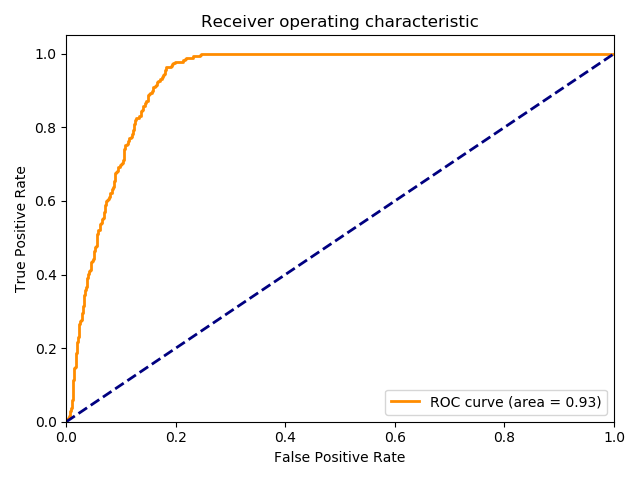 Receiver operating characteristic
True Positive Rate
1.0
0.8
0.6
0.4
0.2
0.0
ROC curve (area = 0.93)
0.0 0.2 0.4 0.6 0.8 1.0
False Positive Rate